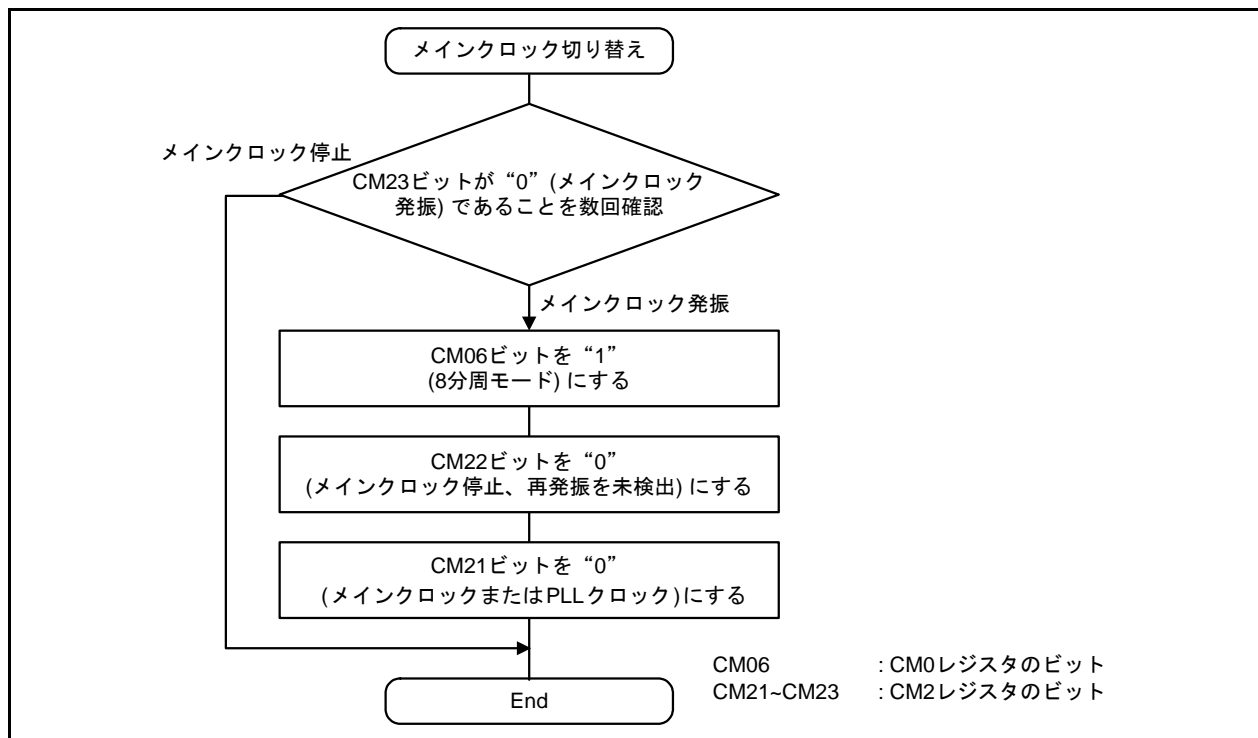 メインクロック切り替え
メインクロック停止
CM23ビットが“0”(メインクロック
発振) であることを数回確認
メインクロック発振
CM06ビットを“1”
(8分周モード) にする
CM22ビットを“0”
(メインクロック停止、再発振を未検出) にする
CM21ビットを“0”
(メインクロックまたはPLLクロック)にする
End
CM06 : CM0レジスタのビット
CM21~CM23 : CM2レジスタのビット